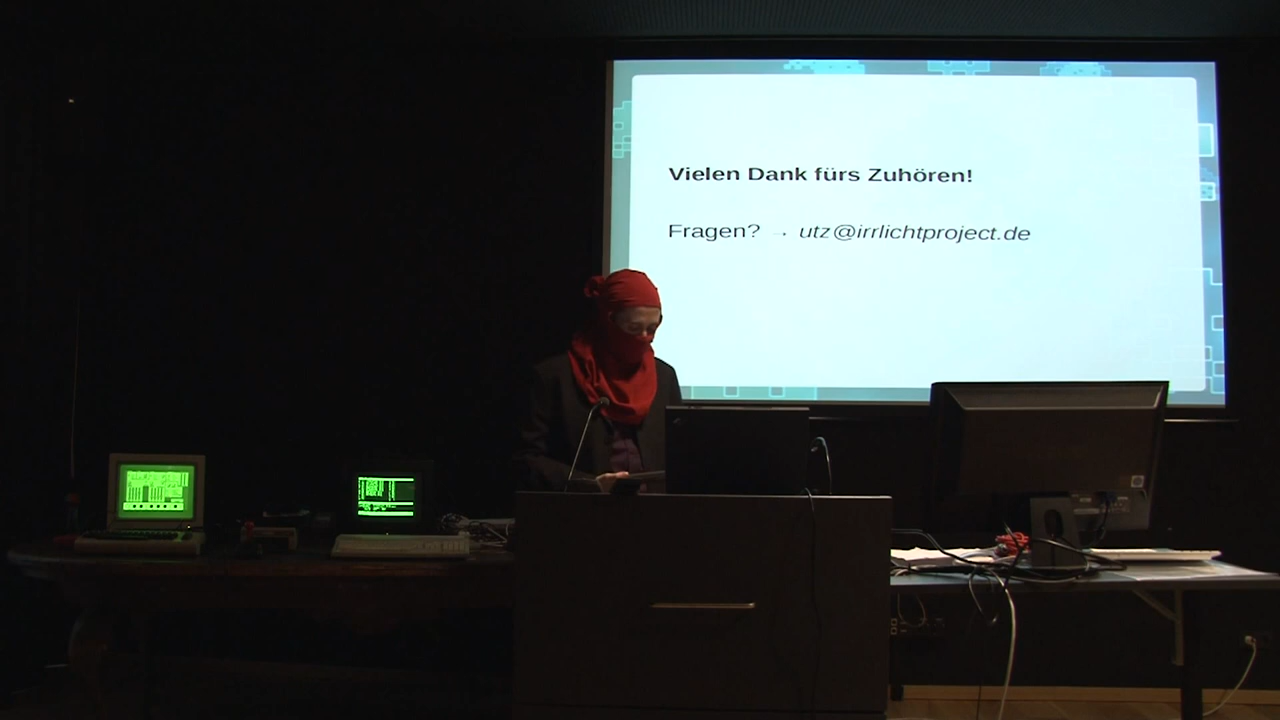 Vielen Dank fürs Zuhören!
Fragen? → utz@irrlichtproject.de